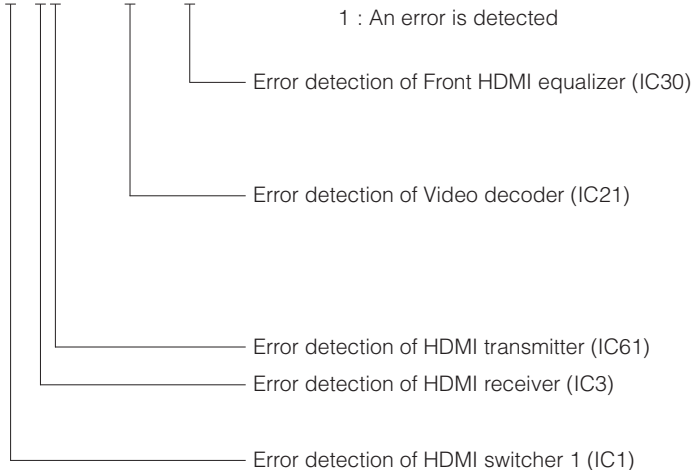 1 : An error is detected
Error detection of Front HDMI equalizer (IC30)
Error detection of Video decoder (IC21)
Error detection of HDMI transmitter (IC61)
Error detection of HDMI receiver (IC3)
Error detection of HDMI switcher 1 (IC1)